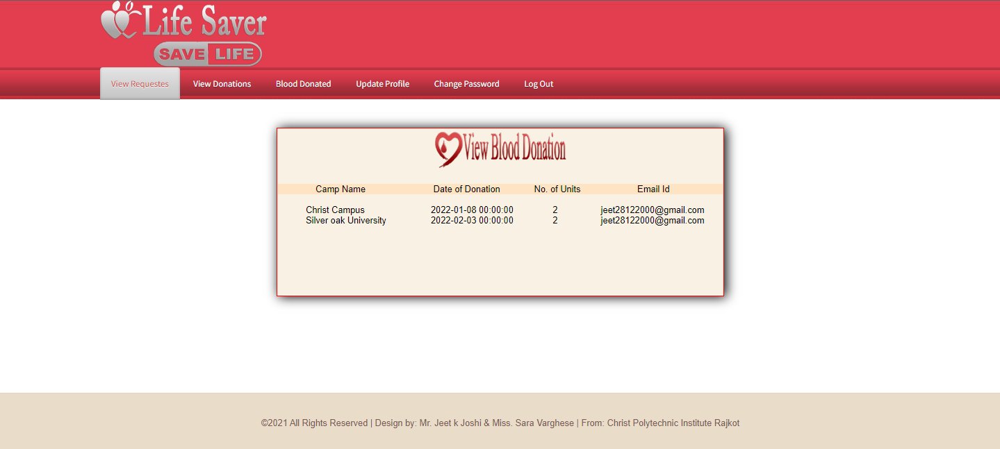 Life Saver
SAVE LIFE
View Requestes View Donations Blood Donated Update Profile Change Password Log Out
View Blood Donation
Camp Name Date of Donation No. of Units Email Id
Christ Campus 2022-01-08 00:00:00 2 jeet28122000@gmail.com
Silver oak University 2022-02-03 00:00:00 2 jeet28122000@gmail.com
©2021 All Rights Reserved | Design by: Mr. Jeet k Joshi & Miss. Sara Varghese | From: Christ Polytechnic Institute Rajkot